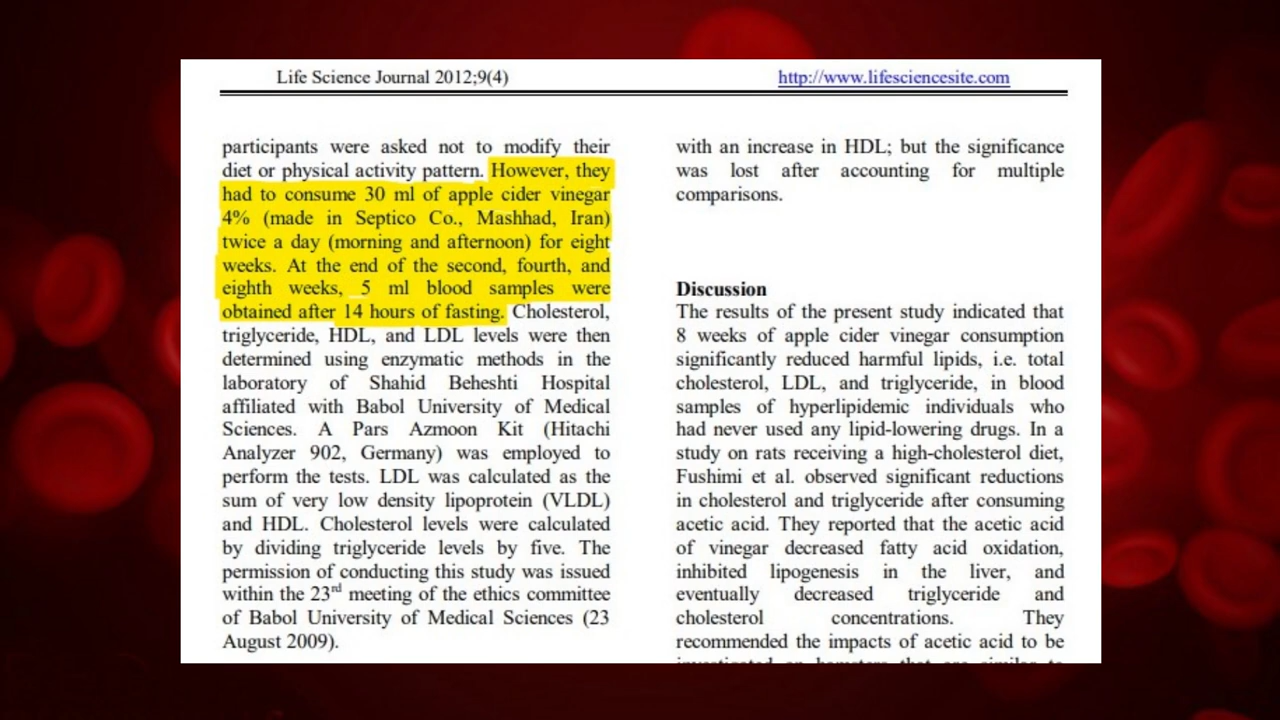 Life Science Journal 2012;9(4)
http://www.lifesciencesite.com
participants were asked not to modify their
diet or physical activity pattern. However, they
had to consume 30 ml of apple cider vinegar
4% (made in Septico Co., Mashhad, Iran)
twice a day (morning and afternoon) for eight
weeks. At the end of the second, fourth, and
eighth weeks, 5 ml blood samples were
obtained after 14 hours of fasting. Cholesterol,
triglyceride, HDL, and LDL levels were then
determined using enzymatic methods in the
laboratory of Shahid Beheshti Hospital
affiliated with Babol University of Medical
Sciences. A Pars Azmoon Kit (Hitachi
Analyzer 902, Germany) was employed to
perform the tests. LDL was calculated as the
sum of very low density lipoprotein (VLDL)
and HDL. Cholesterol levels were calculated
by dividing triglyceride levels by five. The
permission of conducting this study was issued
within the 23rd meeting of the ethics committee
of Babol University of Medical Sciences (23
August 2009).
with an increase in HDL; but the significance
was lost after accounting for multiple
comparisons.
Discussion
The results of the present study indicated that
8 weeks of apple cider vinegar consumption
significantly reduced harmful lipids, i.e. total
cholesterol, LDL, and triglyceride, in blood
samples of hyperlipidemic individuals who
had never used any lipid-lowering drugs. In a
study on rats receiving a high-cholesterol diet,
Fushimi et al. observed significant reductions
in cholesterol and triglyceride after consuming
acetic acid. They reported that the acetic acid
of vinegar decreased fatty acid oxidation,
inhibited lipogenesis in the liver, and
eventually decreased triglyceride and
cholesterol concentrations. They
recommended the impacts of acetic acid to be